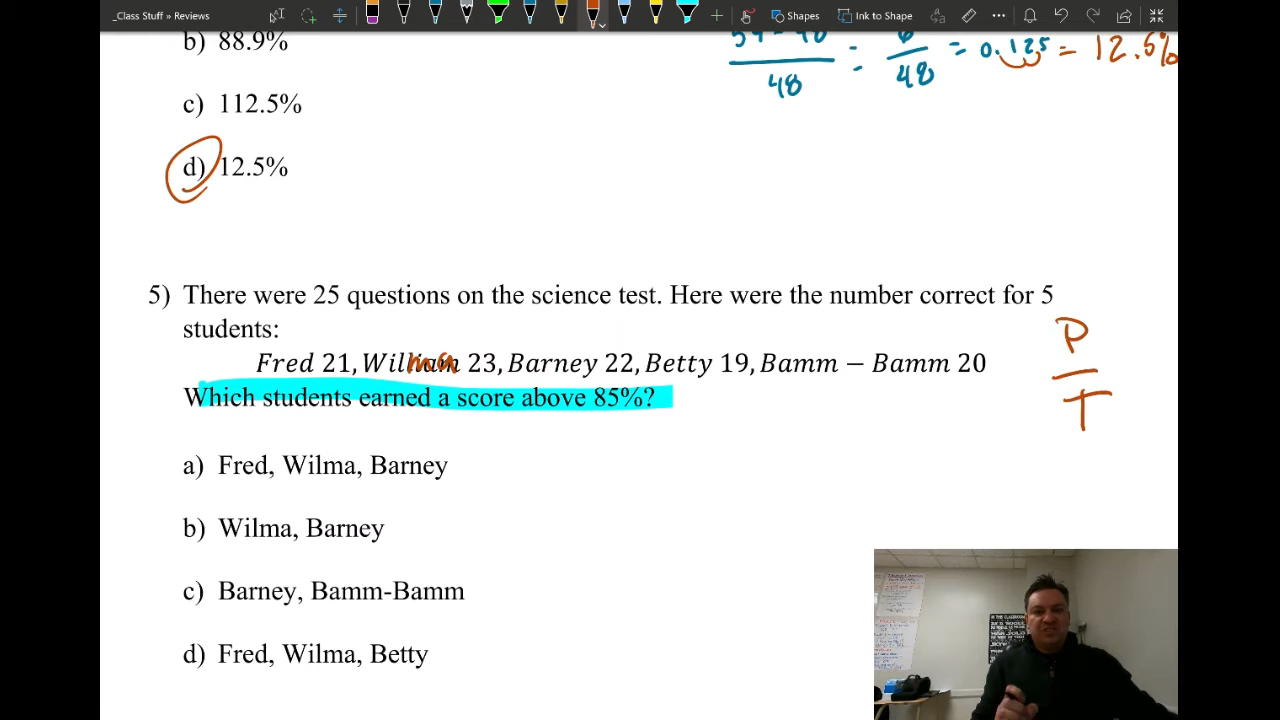 _Class Stuff » Reviews
Shapes
Ink to Shape
b) 88.9%
54 - 48 / 48 = 6 / 48 = 0.125 = 12.5%
c) 112.5%
d) 12.5%
5) There were 25 questions on the science test. Here were the number correct for 5
students:
Fred 21, Wilma 23, Barney 22, Betty 19, Bamm − Bamm 20
P
T
Which students earned a score above 85%?
a) Fred, Wilma, Barney
b) Wilma, Barney
c) Barney, Bamm-Bamm
d) Fred, Wilma, Betty